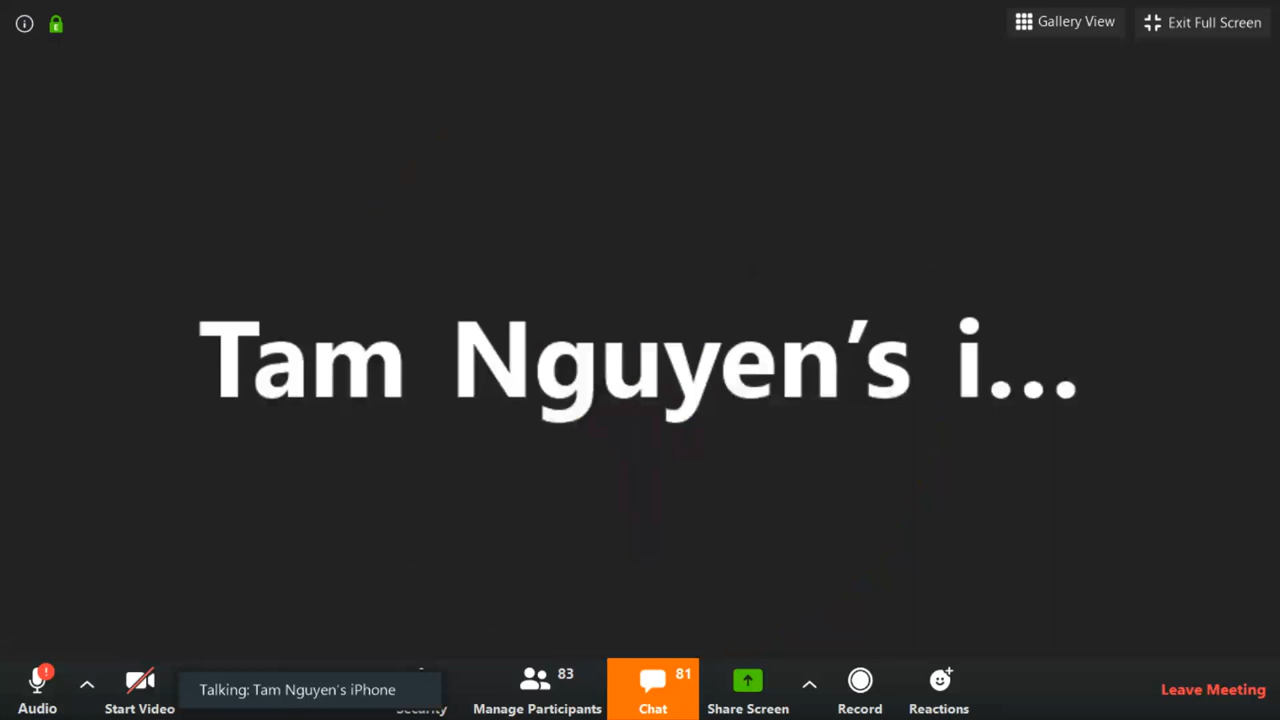 E
Gallery View
Exit Full Screen
Tam Nguyen’s i...
Talking: Tam Nguyen's iPhone
!
Audio
Start Video
Security
83
Manage Participants
81
Chat
Share Screen
Record
Reactions
Leave Meeting